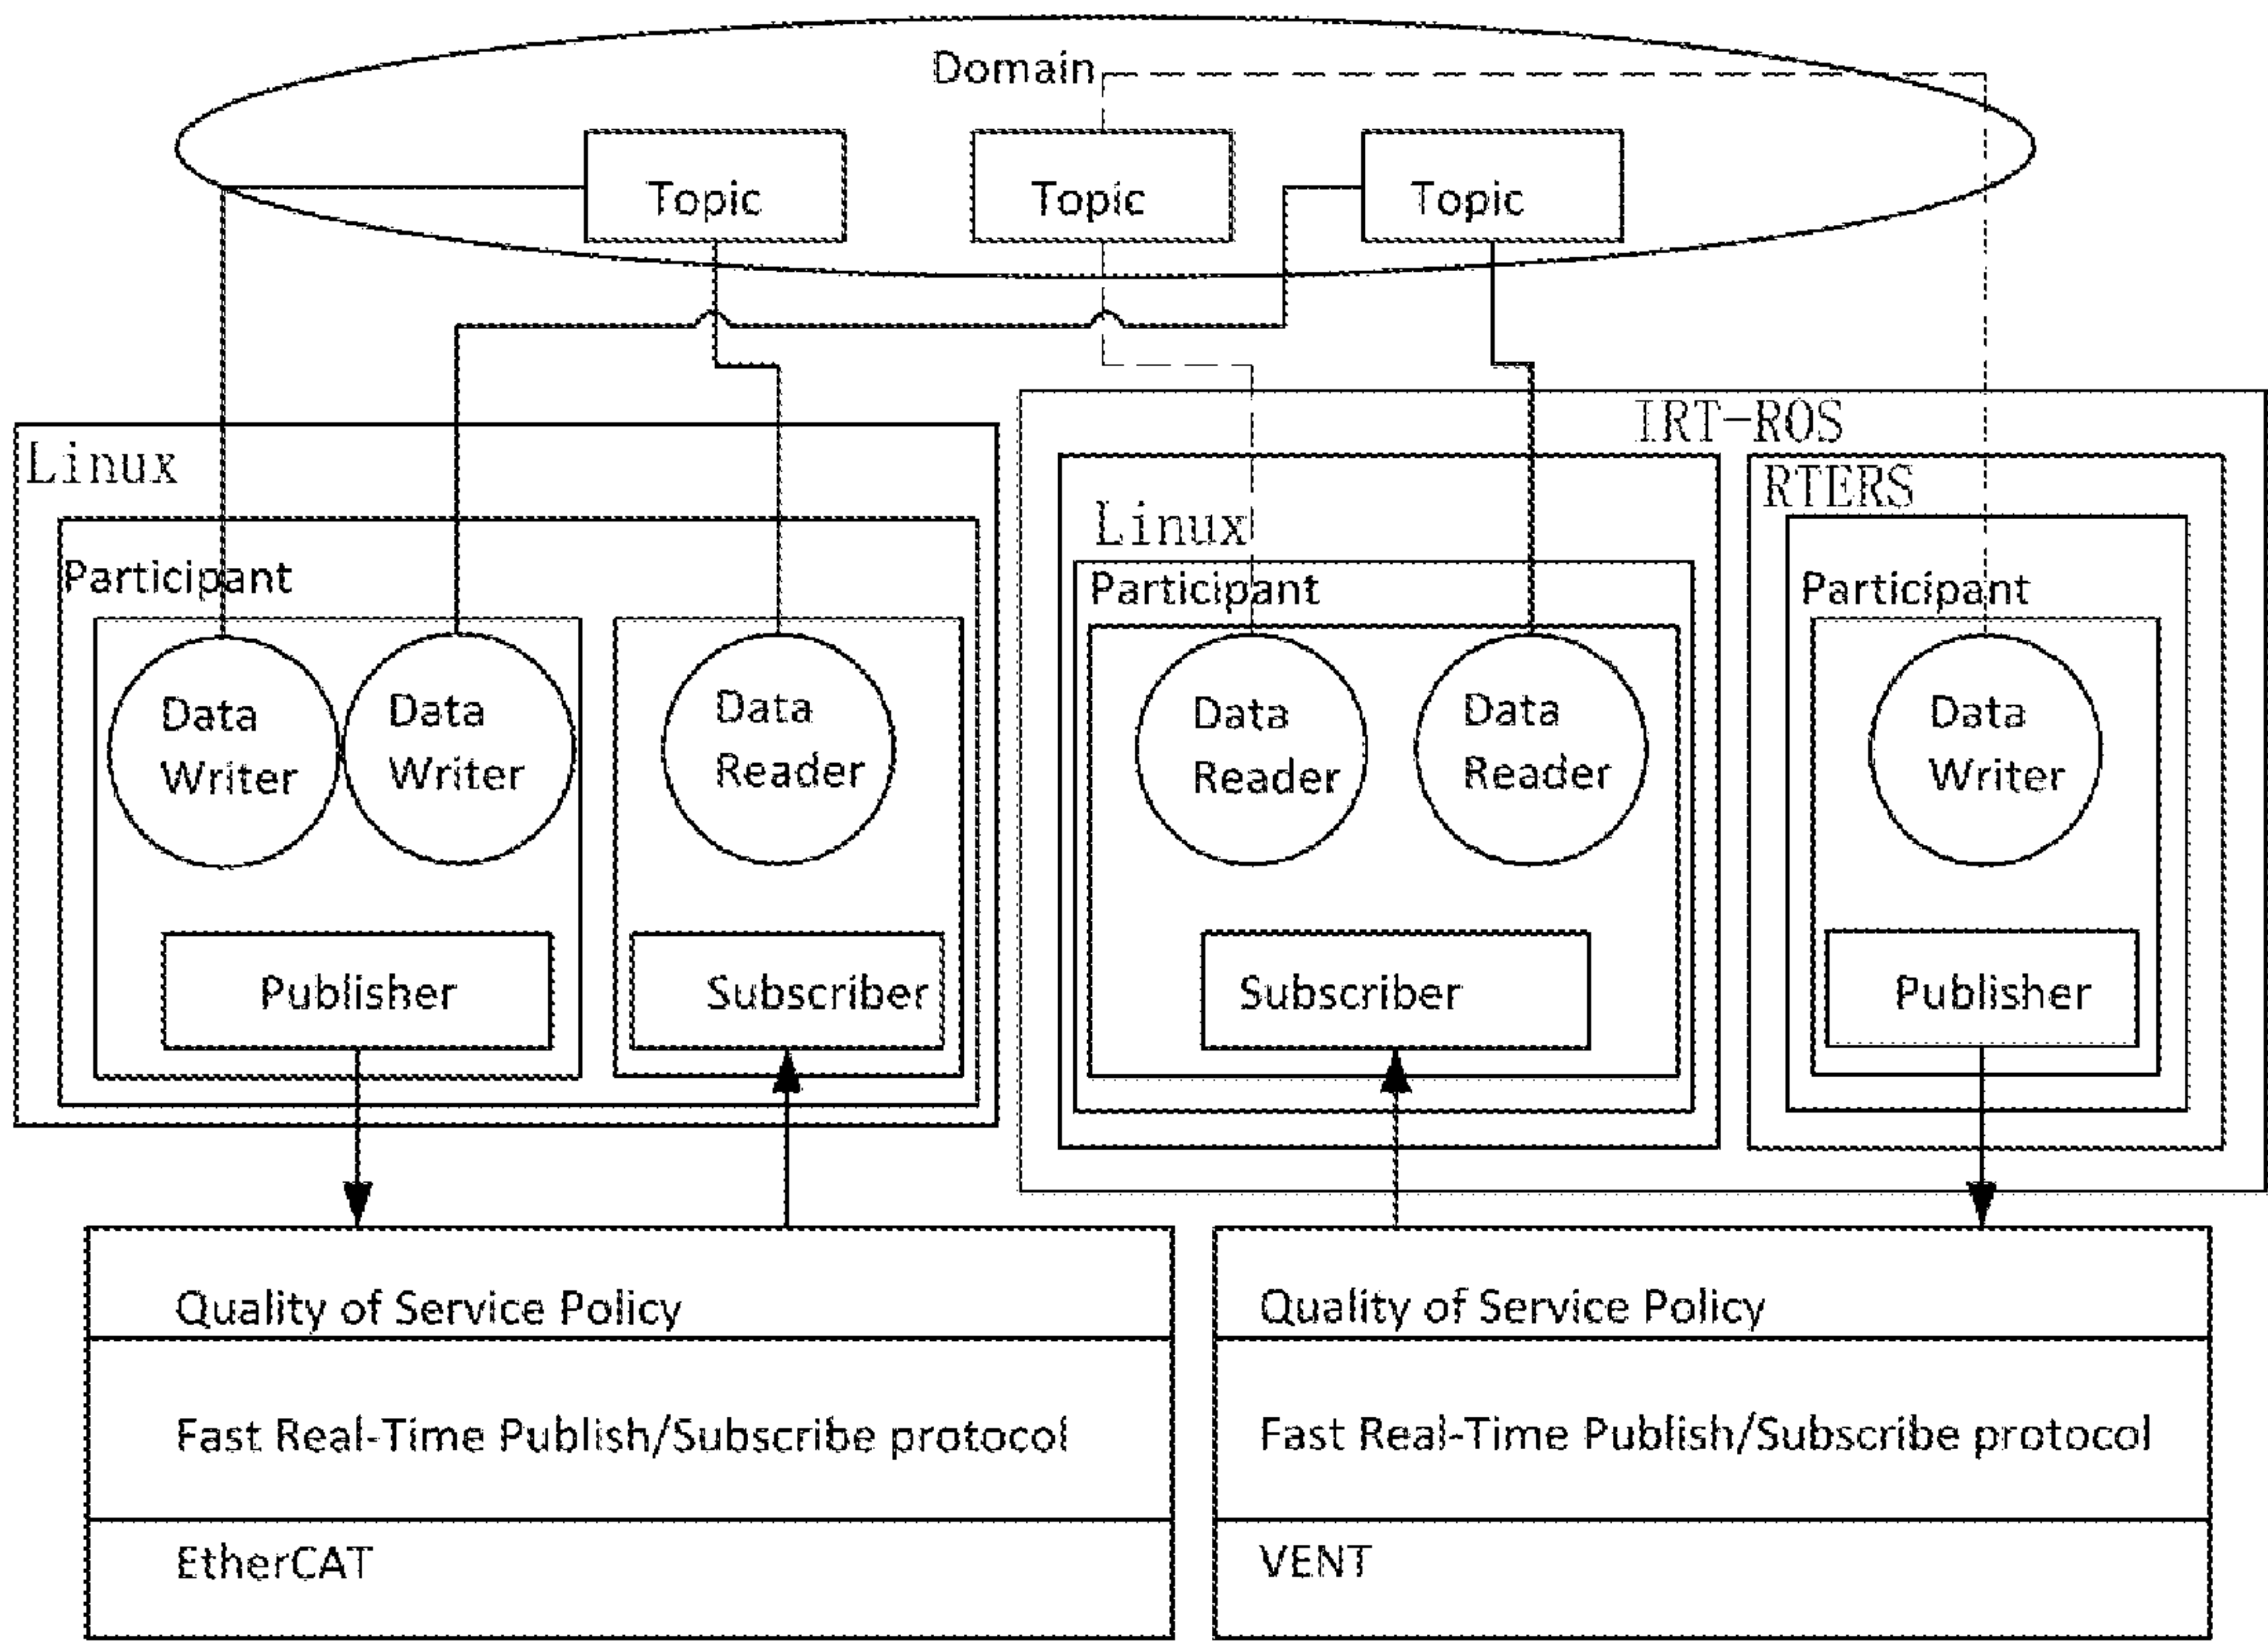 Domain
Topic
Topic
Topic
IRT-ROS
Linux
RTERS
Linux
Participant
Participant
Participant
Data
Writer
Data
Writer
Data
Reader
Data
Reader
Data
Reader
Data
Writer
Publisher
Subscriber
Subscriber
Publisher
Quality of Service Policy
Quality of Service Policy
Fast Real-Time Publish/Subscribe protocol
Fast Real-Time Publish/Subscribe protocol
EtherCAT
VENT